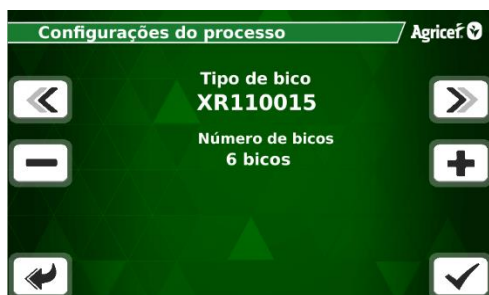 Configurações do processo
Agricef
Tipo de bico
XR110015
Número de bicos
6 bicos